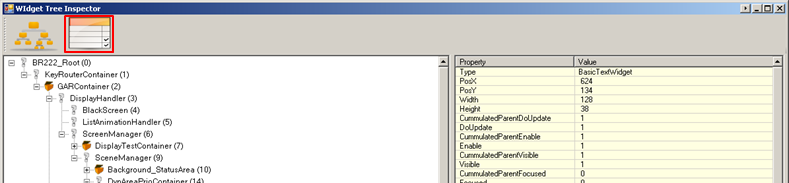 WIdget Tree Inspector
BR222_Root (0)
KeyRouterContainer (1)
GARContainer (2)
DisplayHandler (3)
BlackScreen (4)
ListAnimationHandler (5)
ScreenManager (6)
DisplayTestContainer (7)
SceneManager (9)
Background_StatusArea (10)
DynAreaPrioContainer (14)
Property Value
Type BasicTextWidget
PosX 624
PosY 134
Width 128
Height 38
CummulatedParentDoUpdate 1
DoUpdate 1
CummulatedParentEnable 1
Enable 1
CummulatedParentVisible 1
Visible 1
CummulatedParentFocused 0
Focused 0